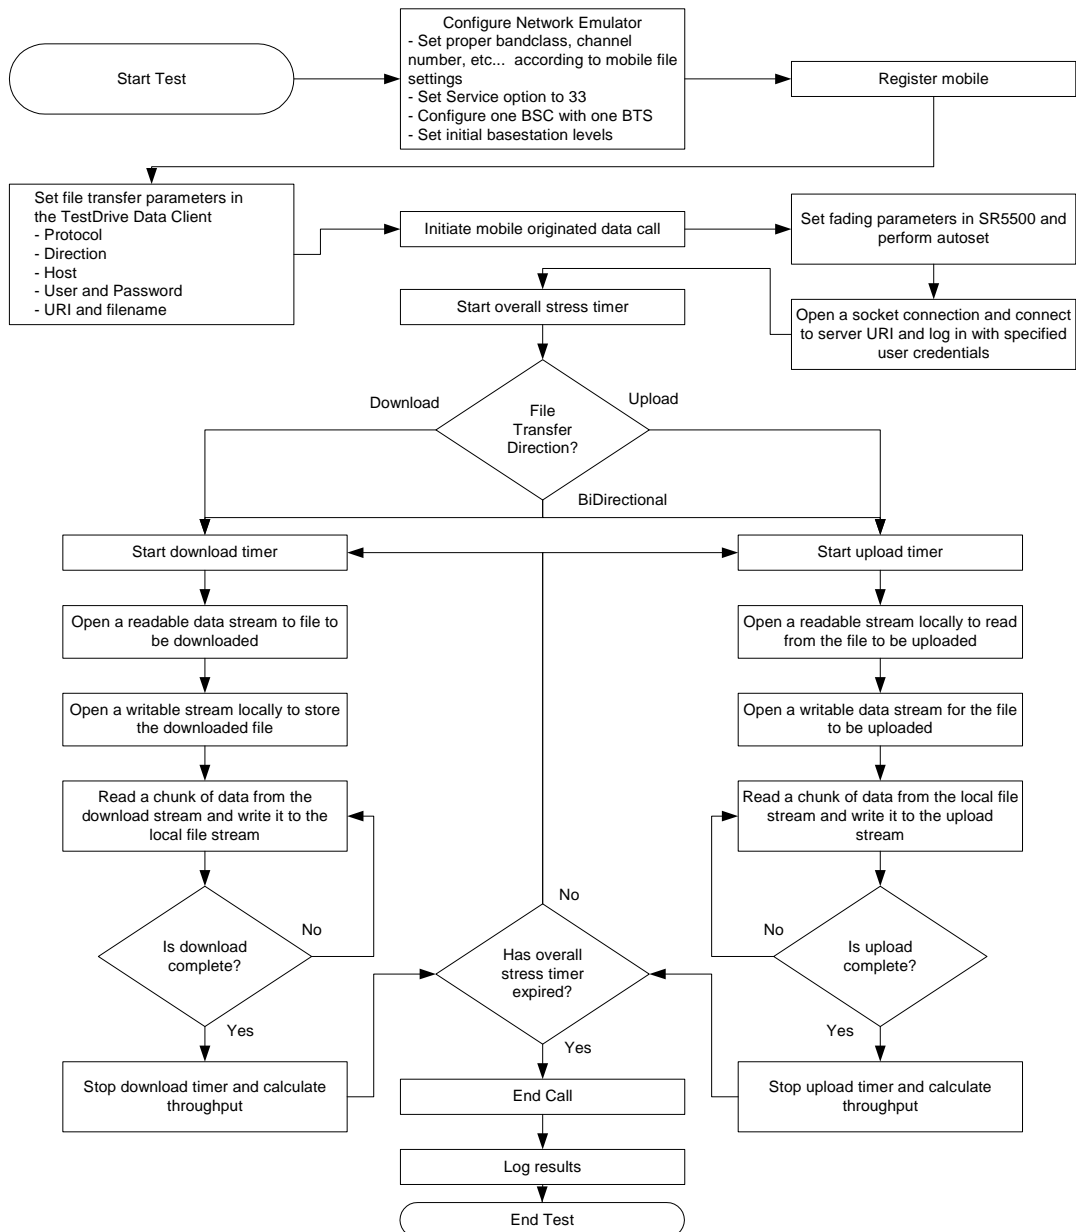 Start Test
Configure Network Emulator
- Set proper bandclass, channel
number, etc... according to mobile file
settings
- Set Service option to 33
- Configure one BSC with one BTS
- Set initial basestation levels
Register mobile
Set file transfer parameters in
the TestDrive Data Client
- Protocol
- Direction
- Host
- User and Password
- URI and filename
Initiate mobile originated data call
Set fading parameters in SR5500 and
perform autoset
Open a socket connection and connect
to server URI and log in with specified
user credentials
Start overall stress timer
File
Transfer
Direction?
Download
Upload
BiDirectional
Start download timer
Open a readable data stream to file to
be downloaded
Open a writable stream locally to store
the downloaded file
Read a chunk of data from the
download stream and write it to the
local file stream
Is download
complete?
No
Yes
Stop download timer and calculate
throughput
Start upload timer
Open a readable stream locally to read
from the file to be uploaded
Open a writable data stream for the file
to be uploaded
Read a chunk of data from the local file
stream and write it to the upload
stream
Is upload
complete?
No
Yes
Stop upload timer and calculate
throughput
No
Has overall
stress timer
expired?
Yes
End Call
Log results
End Test